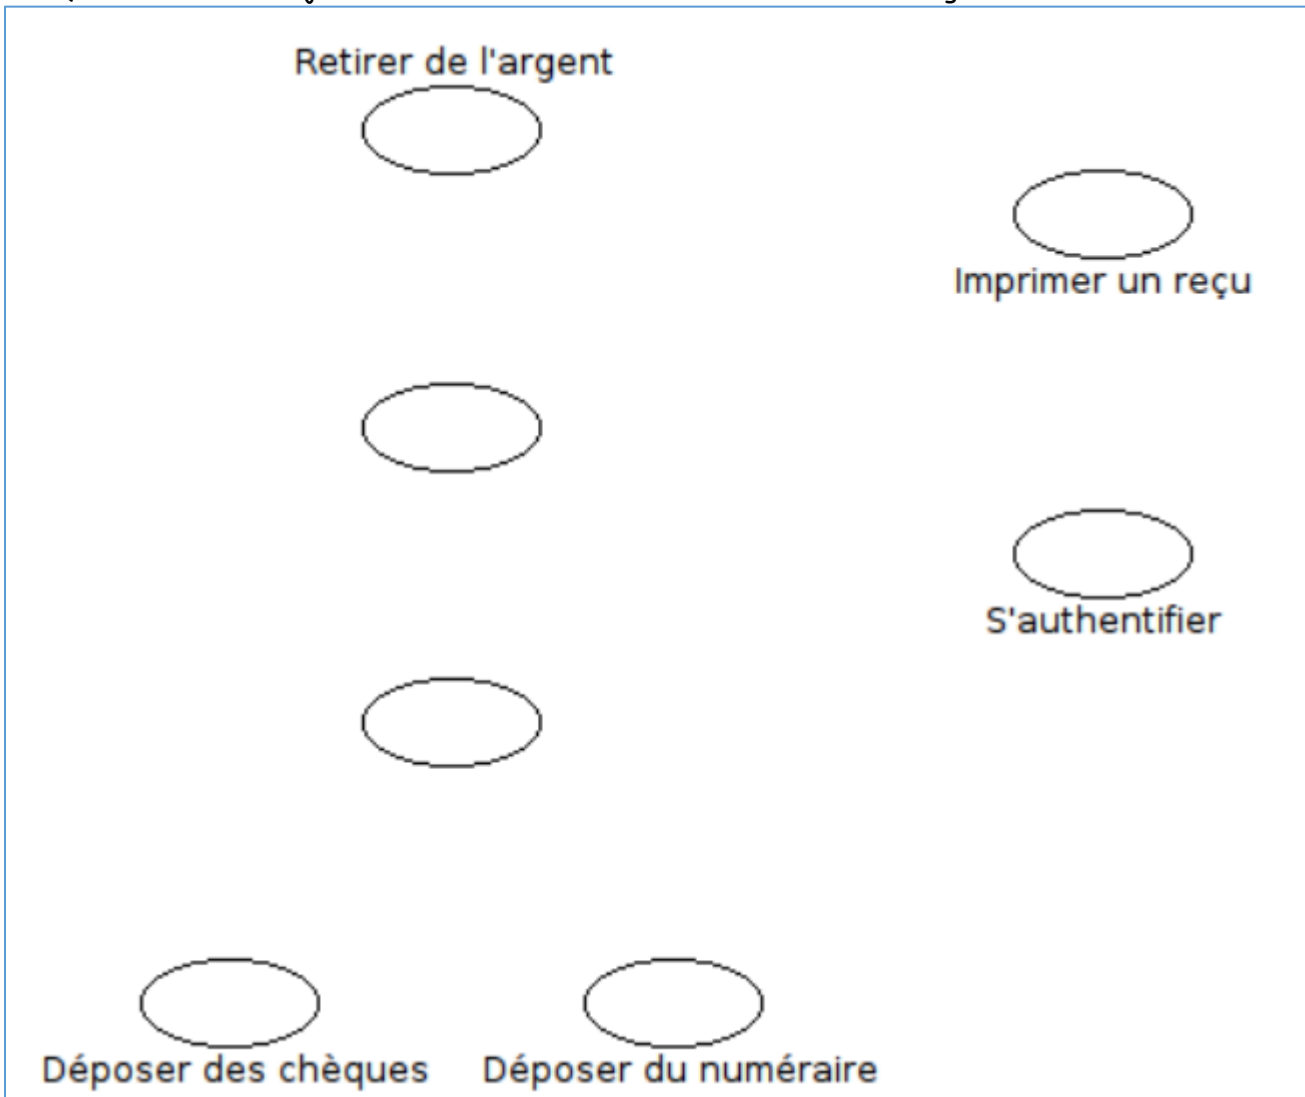 Retirer de l'argent
Imprimer un reçu
S'authentifier
Déposer des chèques
Déposer du numéraire